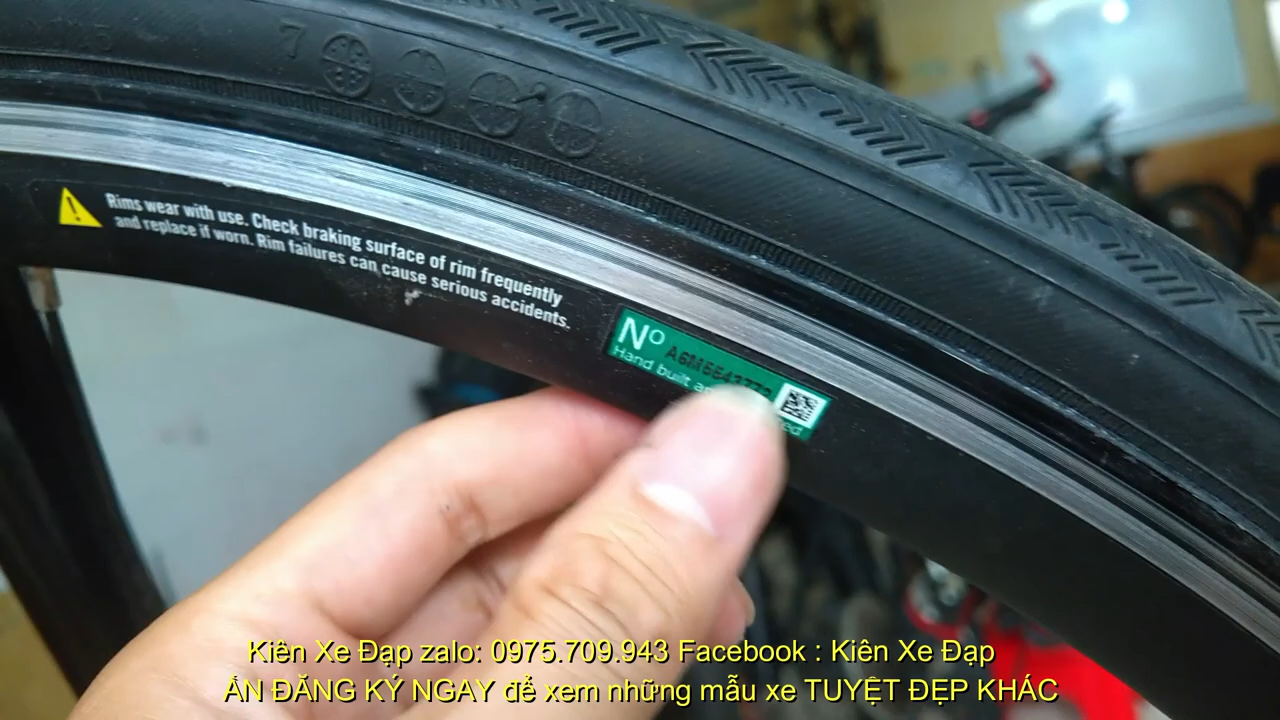 7
Rims wear with use. Check braking surface of rim frequently
and replace if worn. Rim failures can cause serious accidents.
Nº
Hand built
Kiên Xe Đạp zalo: 0975.709.943 Facebook : Kiên Xe Đạp
ẤN ĐĂNG KÝ NGAY để xem những mẫu xe TUYỆT ĐẸP KHÁC